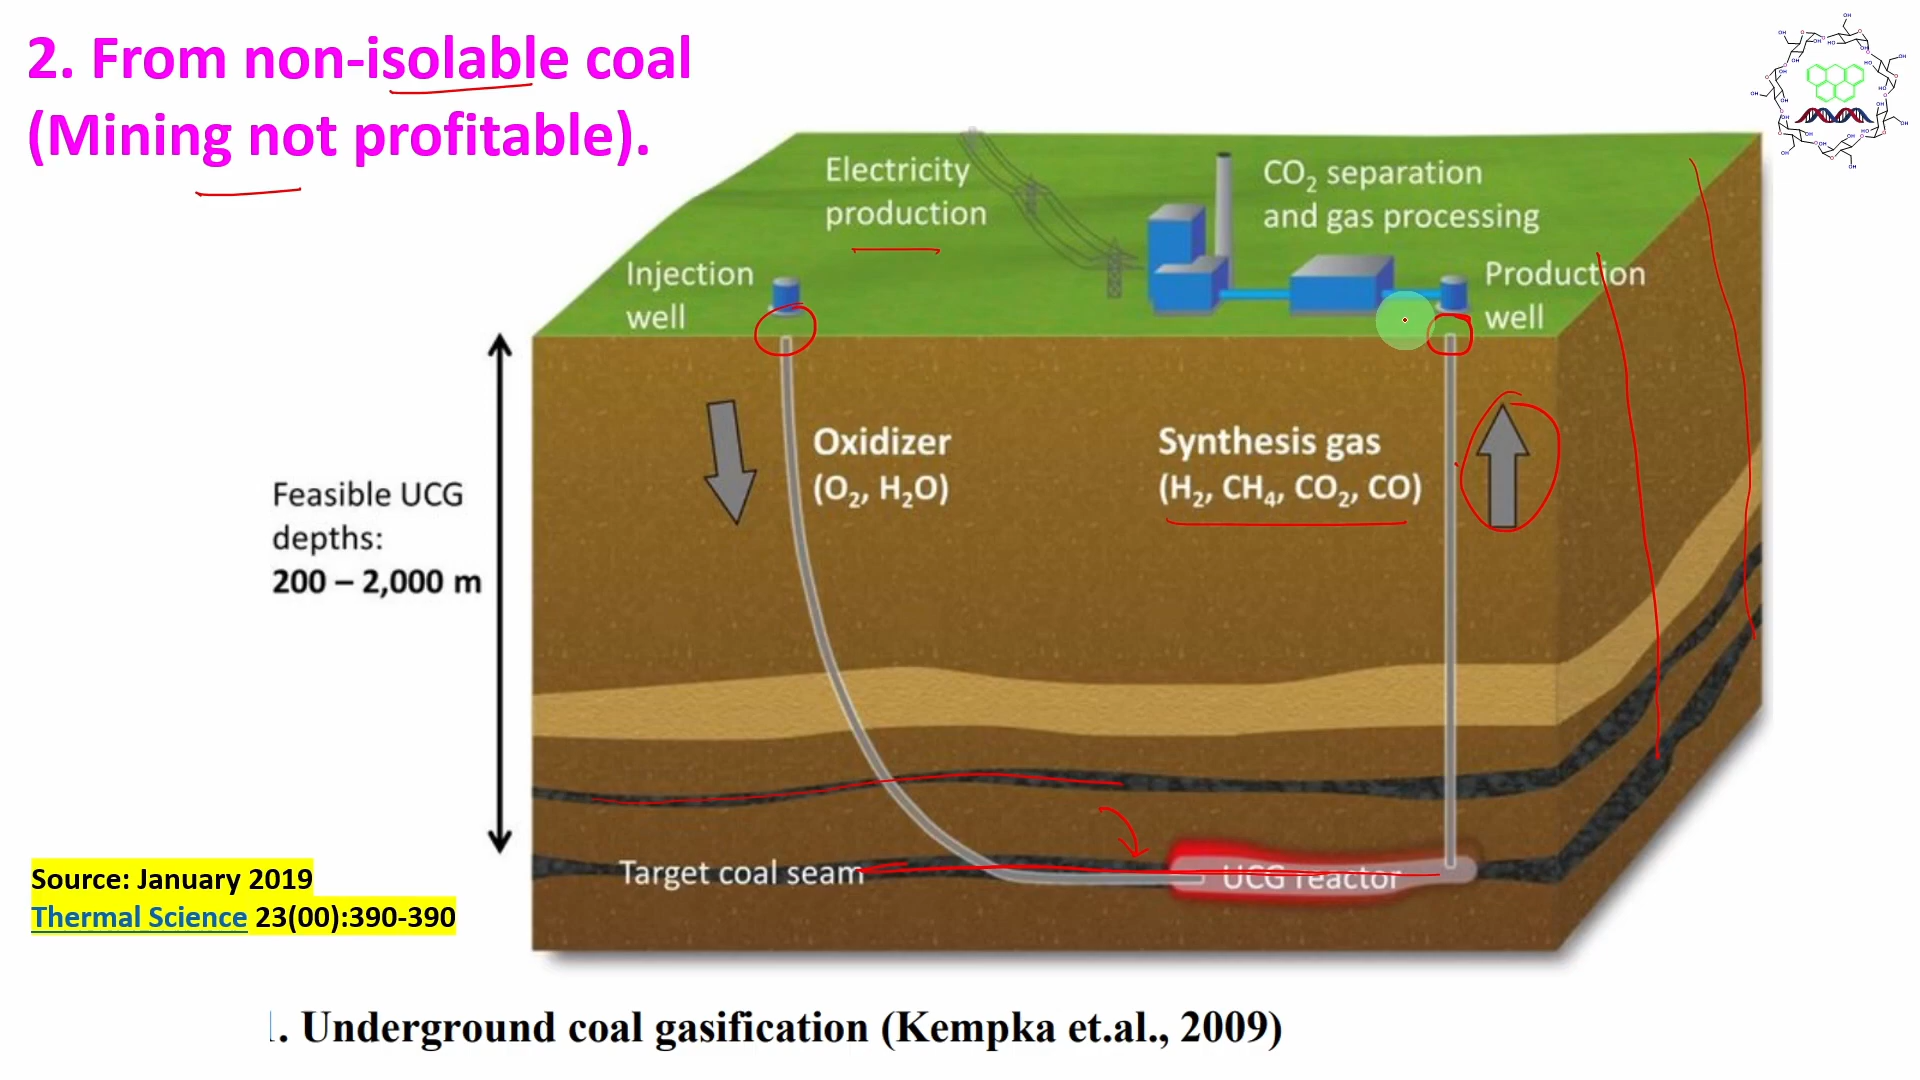 2. From non-isolable coal
(Mining not profitable).
Electricity
production
CO₂ separation
and gas processing
Injection
well
Production
well
Oxidizer
(O₂, H₂O)
Synthesis gas
(H₂, CH₄, CO₂, CO)
Feasible UCG
depths:
200 – 2,000 m
Target coal seam
UCG reactor
Source: January 2019
Thermal Science 23(00):390-390
. Underground coal gasification (Kempka et.al., 2009)